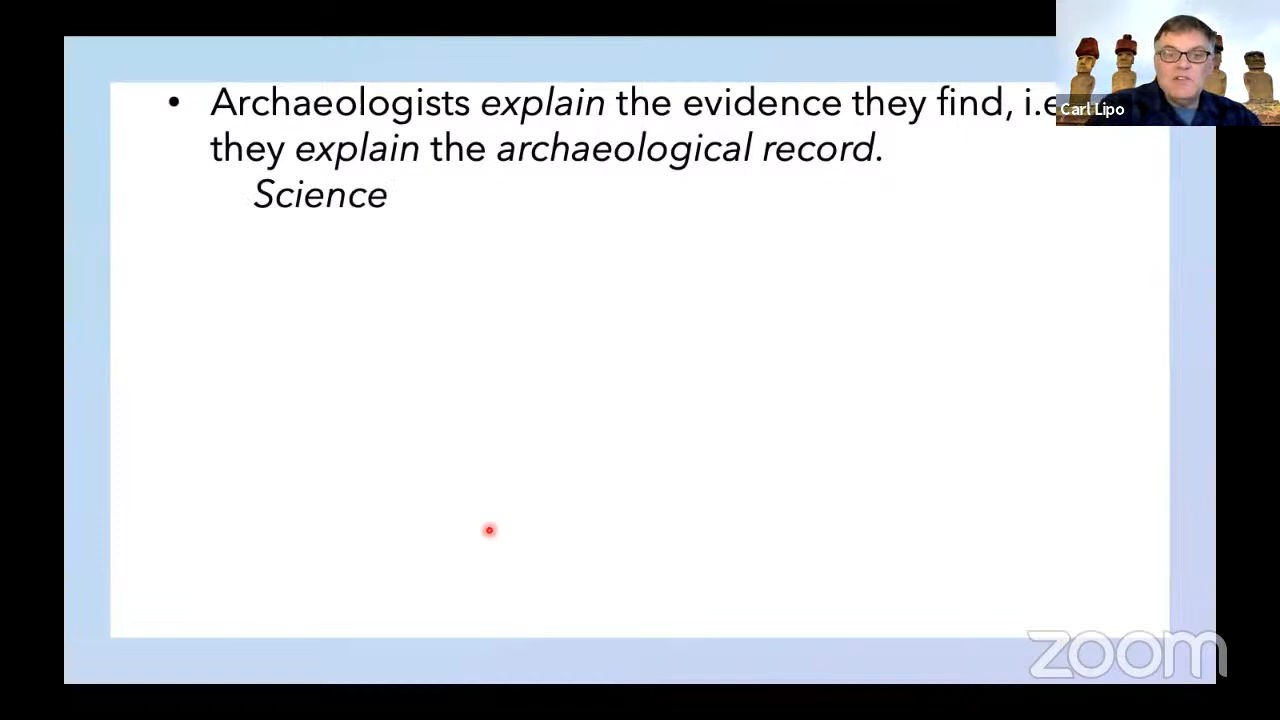 • Archaeologists explain the evidence they find, i.e
they explain the archaeological record.
Science
Carl Lipo
zoom